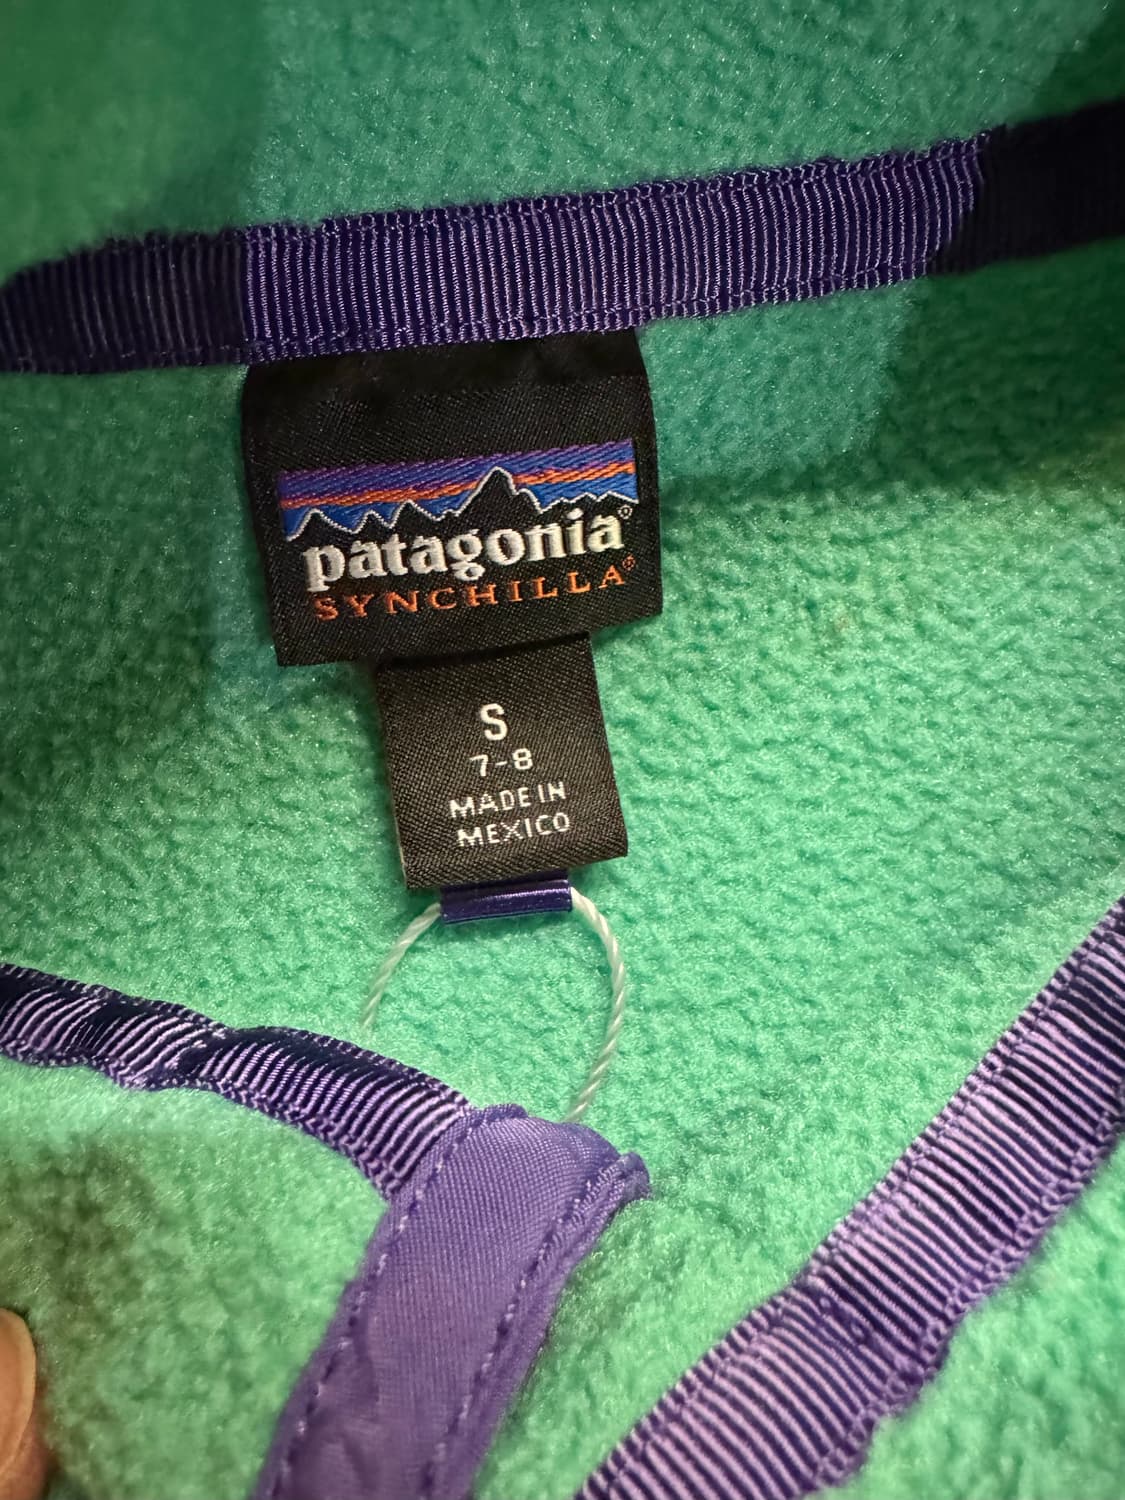 patagonia®
SYNCHILLA®
S
7-8
MADE IN
MEXICO